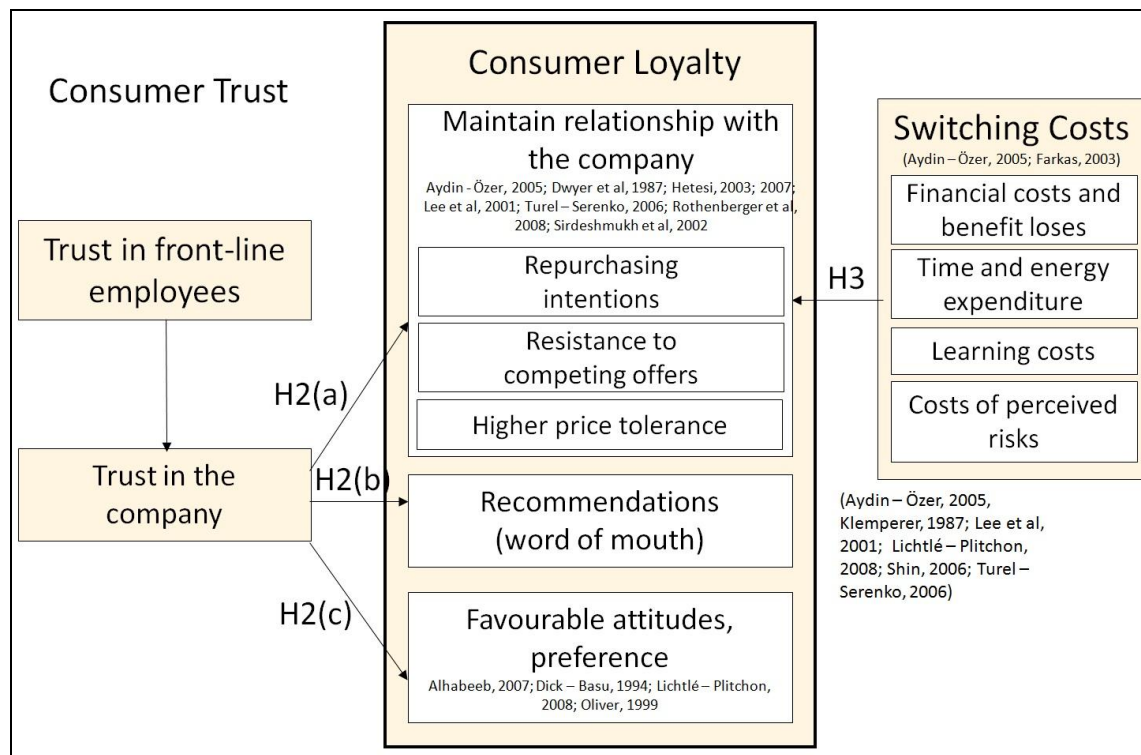 Consumer Trust
Trust in front-line
employees
Trust in the
company
H2(a)
H2(b)
H2(c)
Consumer Loyalty
Maintain relationship with
the company
Aydin - Özer, 2005; Dwyer et al, 1987; Hetesi, 2003; 2007;
Lee et al, 2001; Turel – Serenko, 2006; Rothenberger et al,
2008; Sirdeshmukh et al, 2002
Repurchasing
intentions
Resistance to
competing offers
Higher price tolerance
Recommendations
(word of mouth)
Favourable attitudes,
preference
Alhabeeb, 2007; Dick – Basu, 1994; Lichtlé – Plitchon,
2008; Oliver, 1999
H3
Switching Costs
(Aydin – Özer, 2005; Farkas, 2003)
Financial costs and
benefit loses
Time and energy
expenditure
Learning costs
Costs of perceived
risks
(Aydin – Özer, 2005,
Klemperer, 1987; Lee et al,
2001; Lichtlé – Plitchon,
2008; Shin, 2006; Turel –
Serenko, 2006)